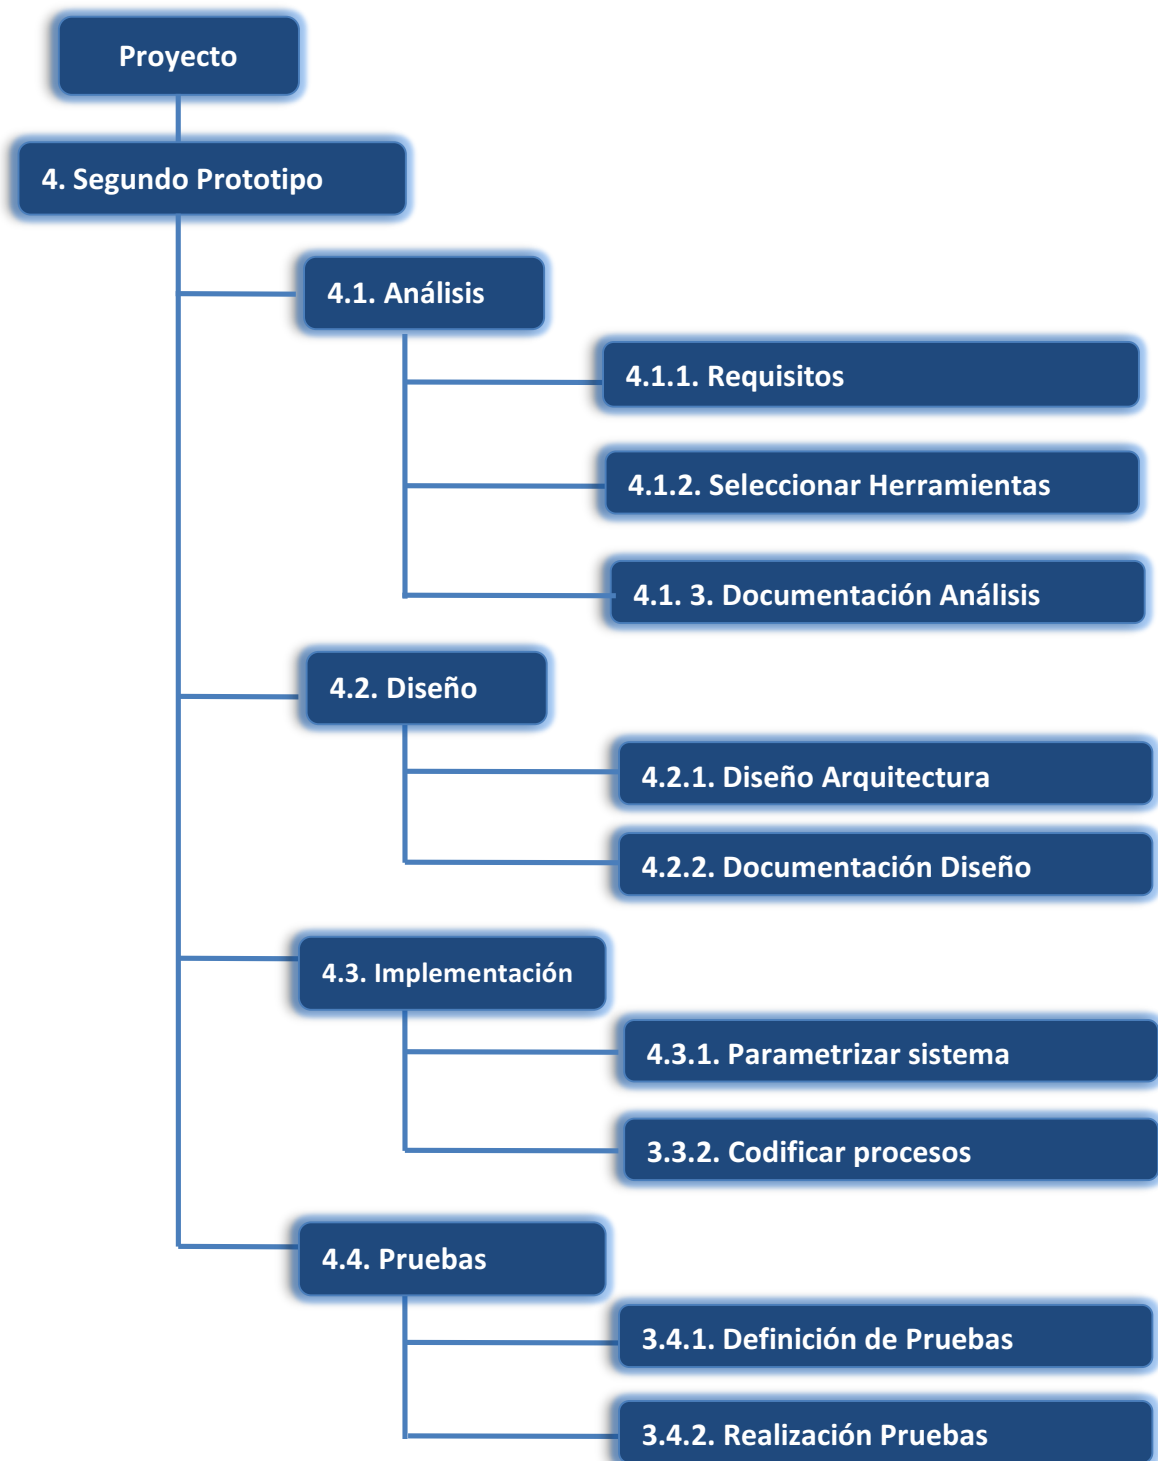 Proyecto
4. Segundo Prototipo
4.1. Análisis
4.1.1. Requisitos
4.1.2. Seleccionar Herramientas
4.1. 3. Documentación Análisis
4.2. Diseño
4.2.1. Diseño Arquitectura
4.2.2. Documentación Diseño
4.3. Implementación
4.3.1. Parametrizar sistema
3.3.2. Codificar procesos
4.4. Pruebas
3.4.1. Definición de Pruebas
3.4.2. Realización Pruebas